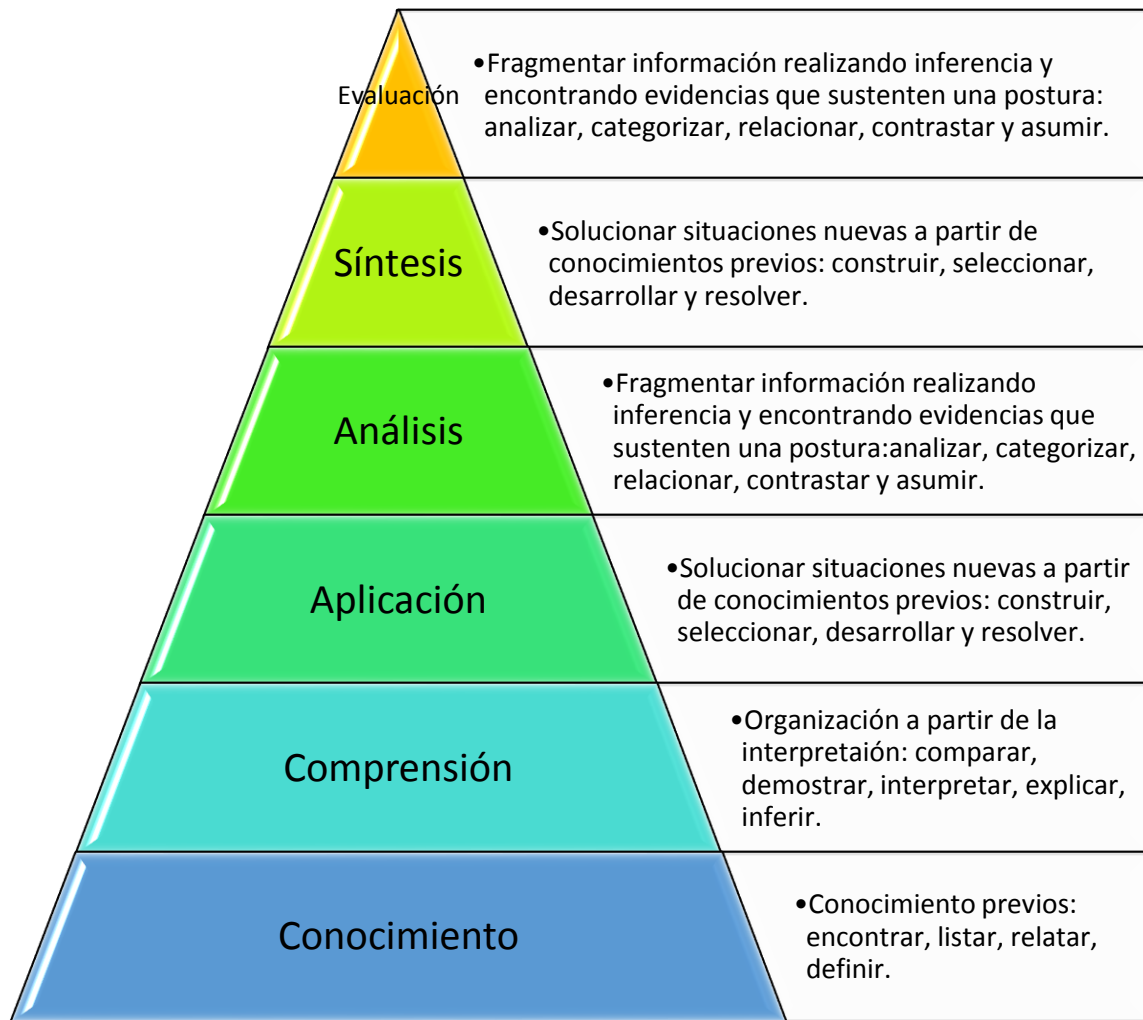 Evaluación
•Fragmentar información realizando inferencia y
encontrando evidencias que sustenten una postura:
analizar, categorizar, relacionar, contrastar y asumir.
Síntesis
•Solucionar situaciones nuevas a partir de
conocimientos previos: construir, seleccionar,
desarrollar y resolver.
Análisis
•Fragmentar información realizando
inferencia y encontrando evidencias que
sustenten una postura:analizar, categorizar,
relacionar, contrastar y asumir.
Aplicación
•Solucionar situaciones nuevas a partir
de conocimientos previos: construir,
seleccionar, desarrollar y resolver.
Comprensión
•Organización a partir de la
interpretaión: comparar,
demostrar, interpretar, explicar,
inferir.
Conocimiento
•Conocimiento previos:
encontrar, listar, relatar,
definir.